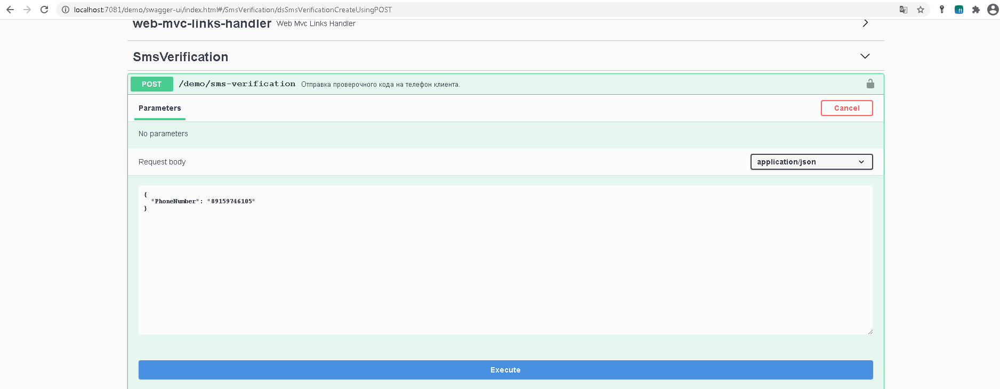 localhost:7081/demo/swagger-ui/index.html#/SmsVerification/dsSmsVerificationCreateUsingPOST
web-mvc-links-handler Web Mvc Links Handler
SmsVerification
POST /demo/sms-verification Отправка проверочного кода на телефон клиента.
Parameters Cancel
No parameters
Request body application/json
{
"PhoneNumber": "89159746105"
}
Execute